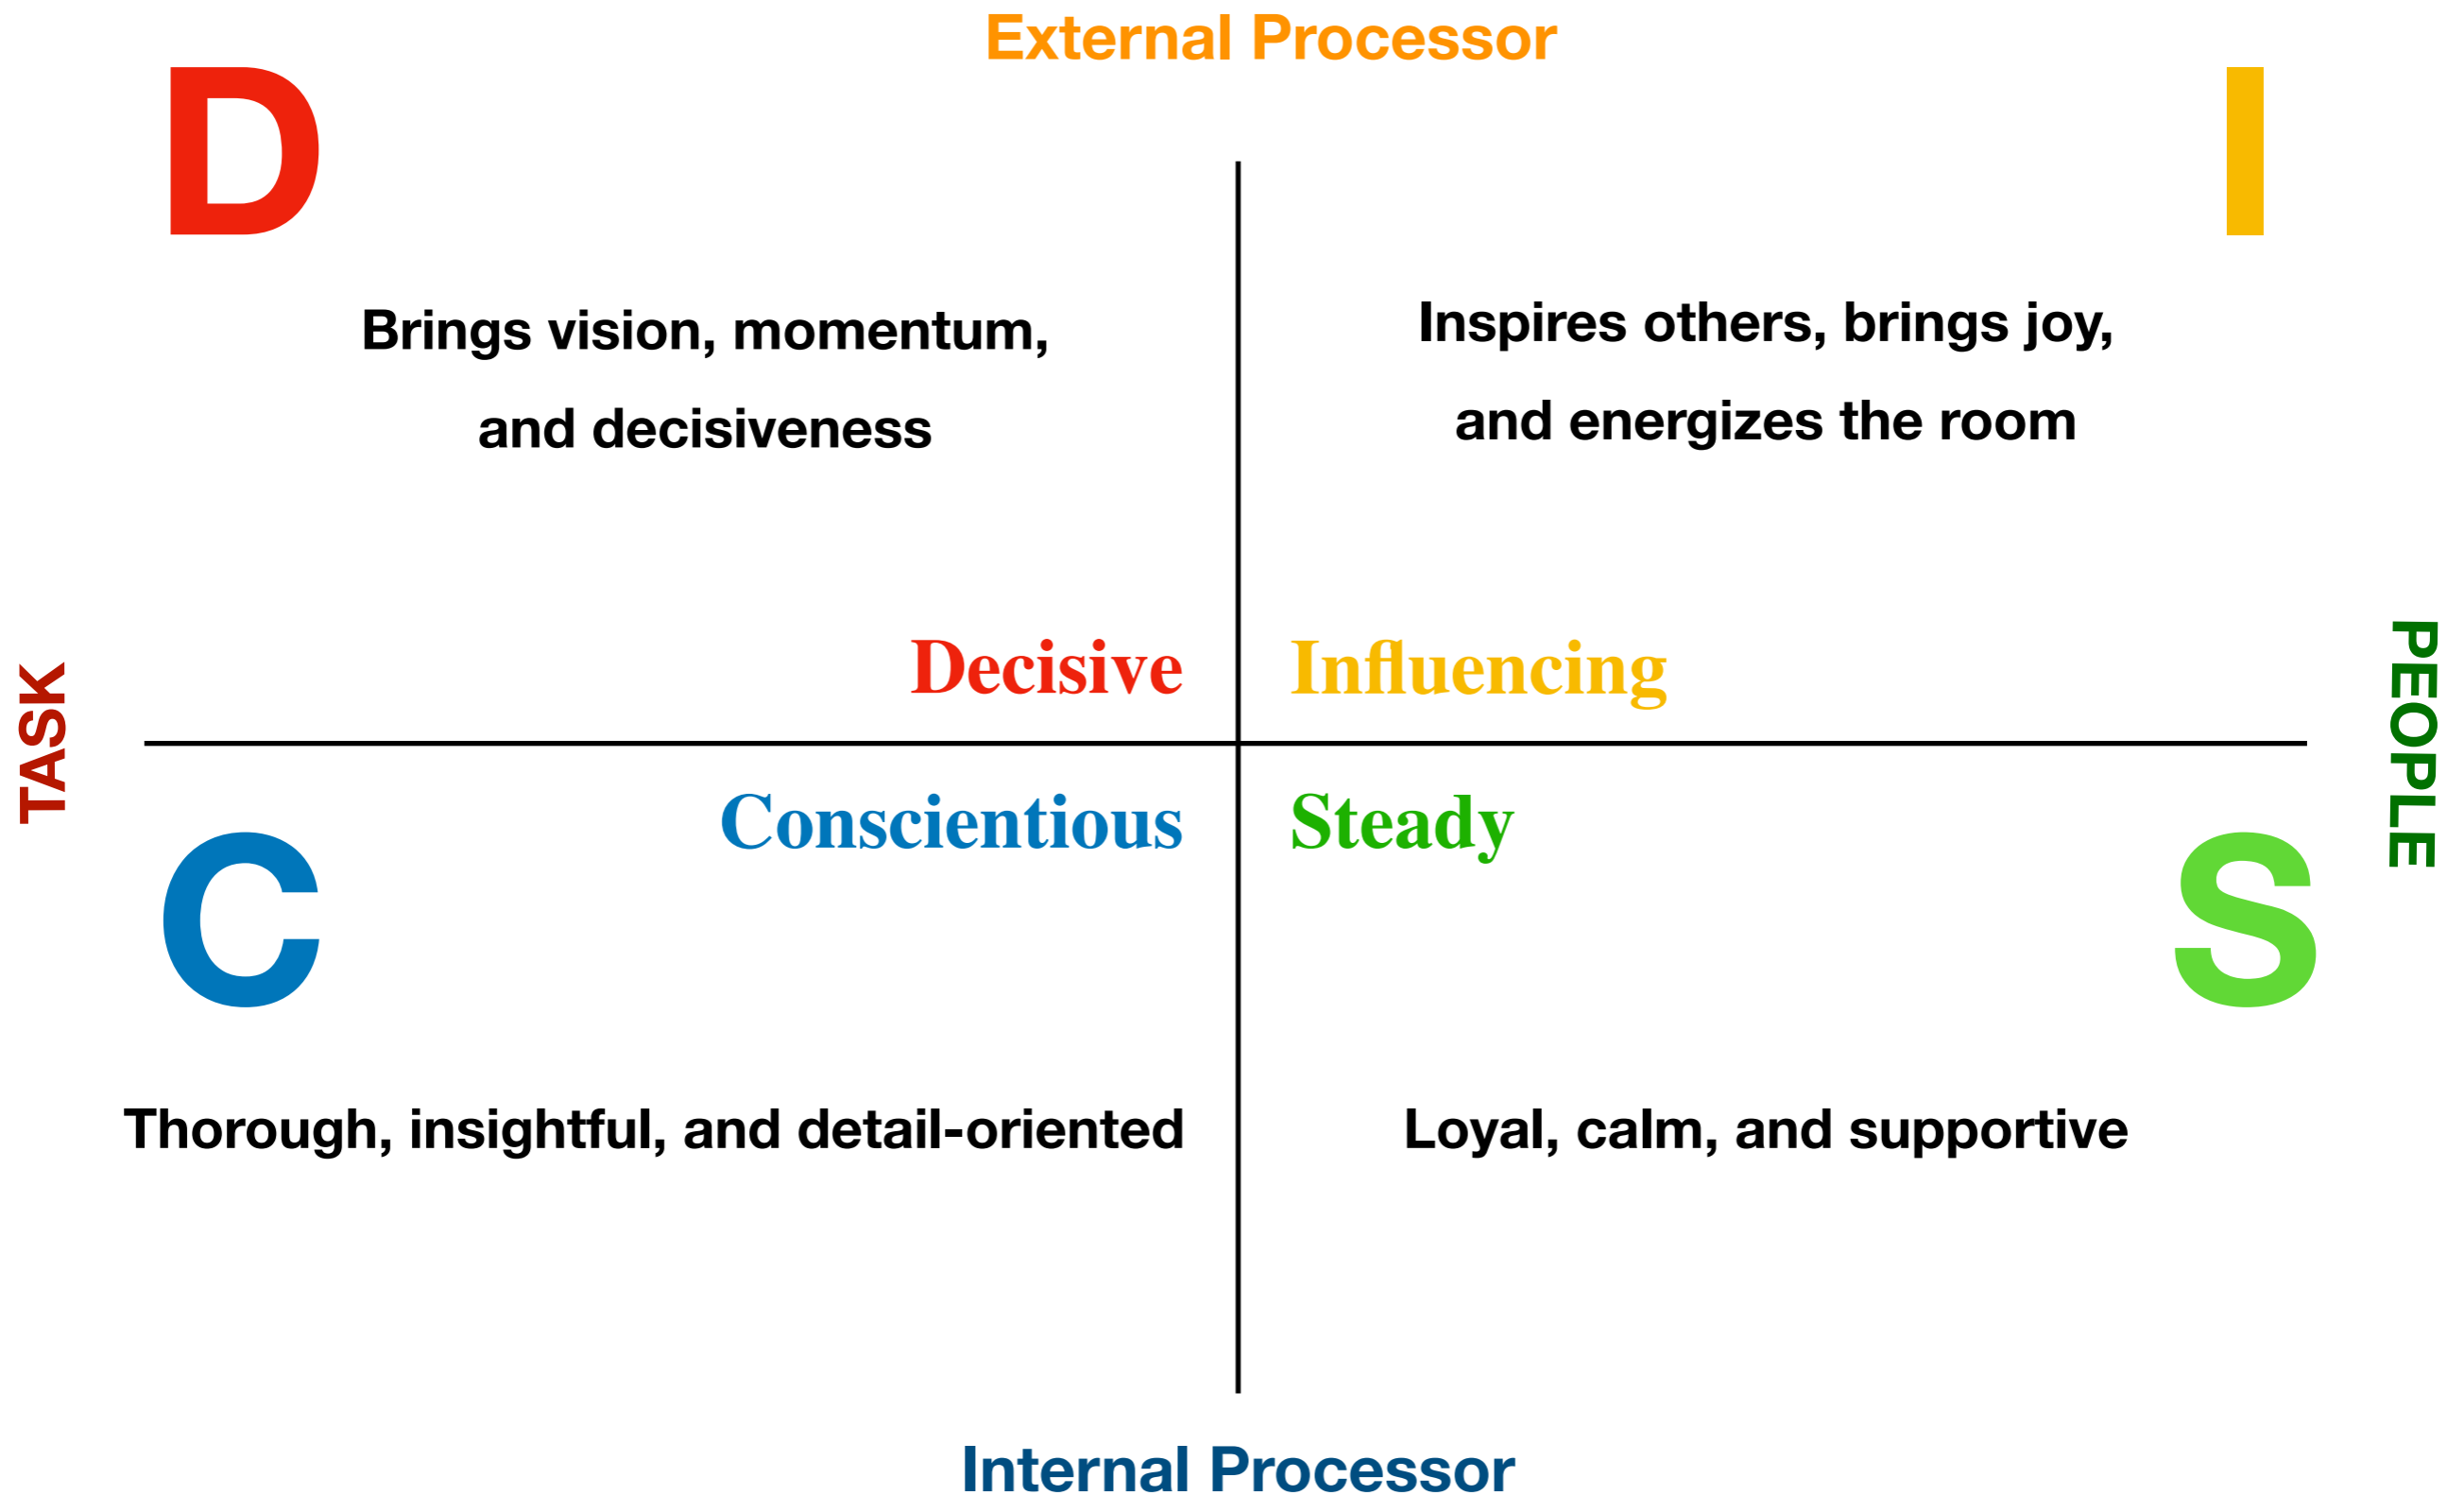 External Processor
D
I
Brings vision, momentum,
and decisiveness
Inspires others, brings joy,
and energizes the room
Decisive
Influencing
TASK
PEOPLE
Conscientious
Steady
C
S
Thorough, insightful, and detail-oriented
Loyal, calm, and supportive
Internal Processor